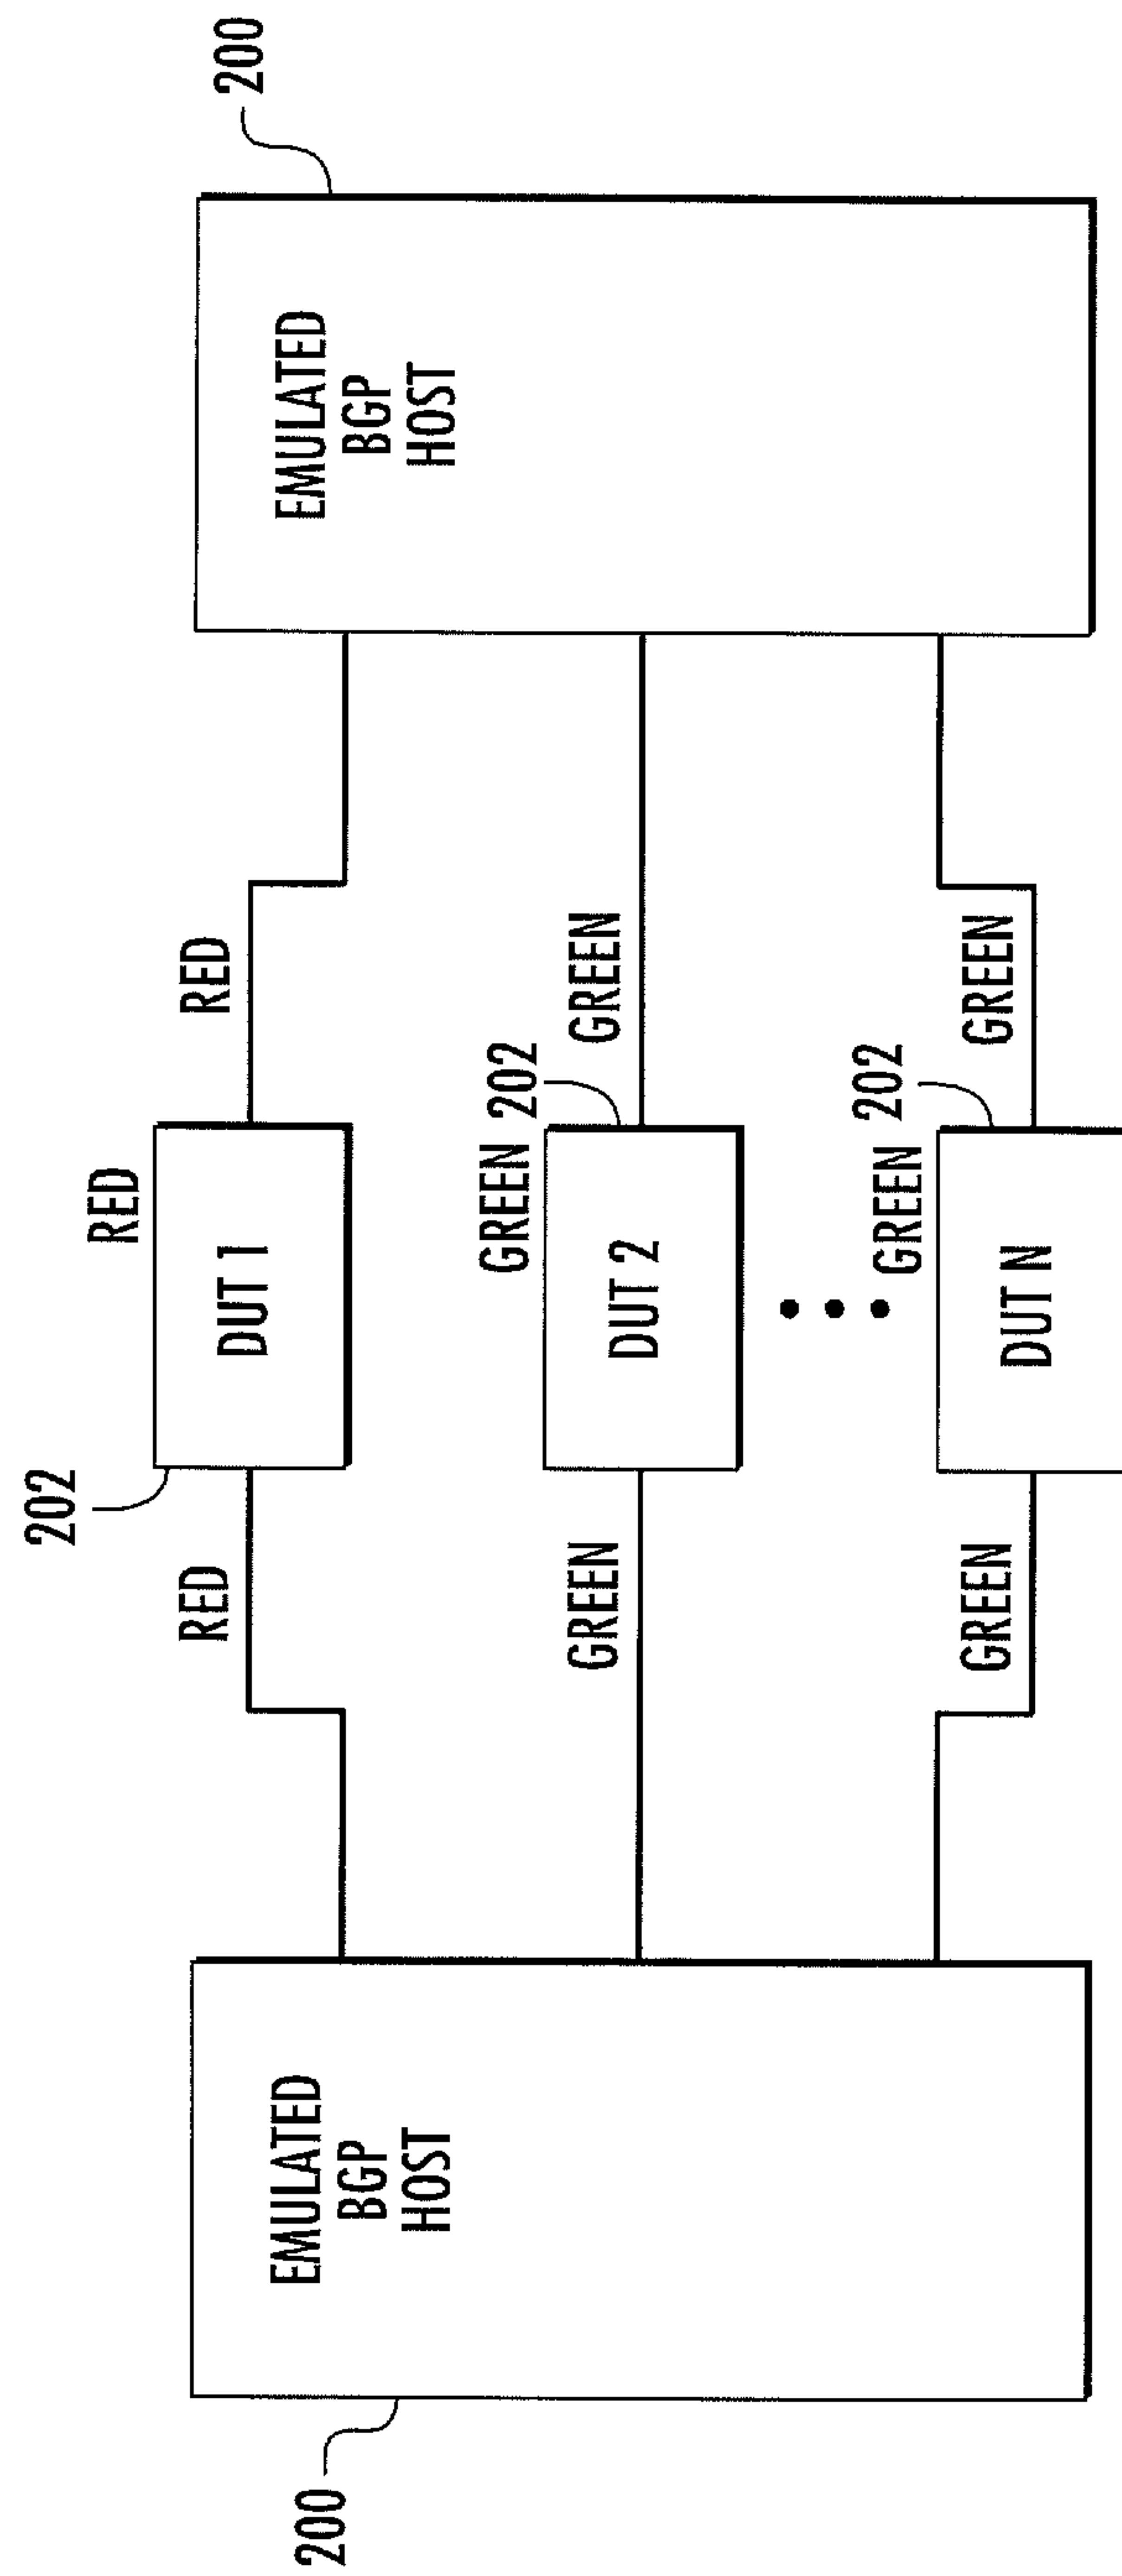 202
RED
RED
RED
DUT 1
200
EMULATED
BGP
HOST
200
EMULATED
BGP
HOST
GREEN
GREEN
202
GREEN
DUT 2
GREEN
GREEN
202
GREEN
DUT N